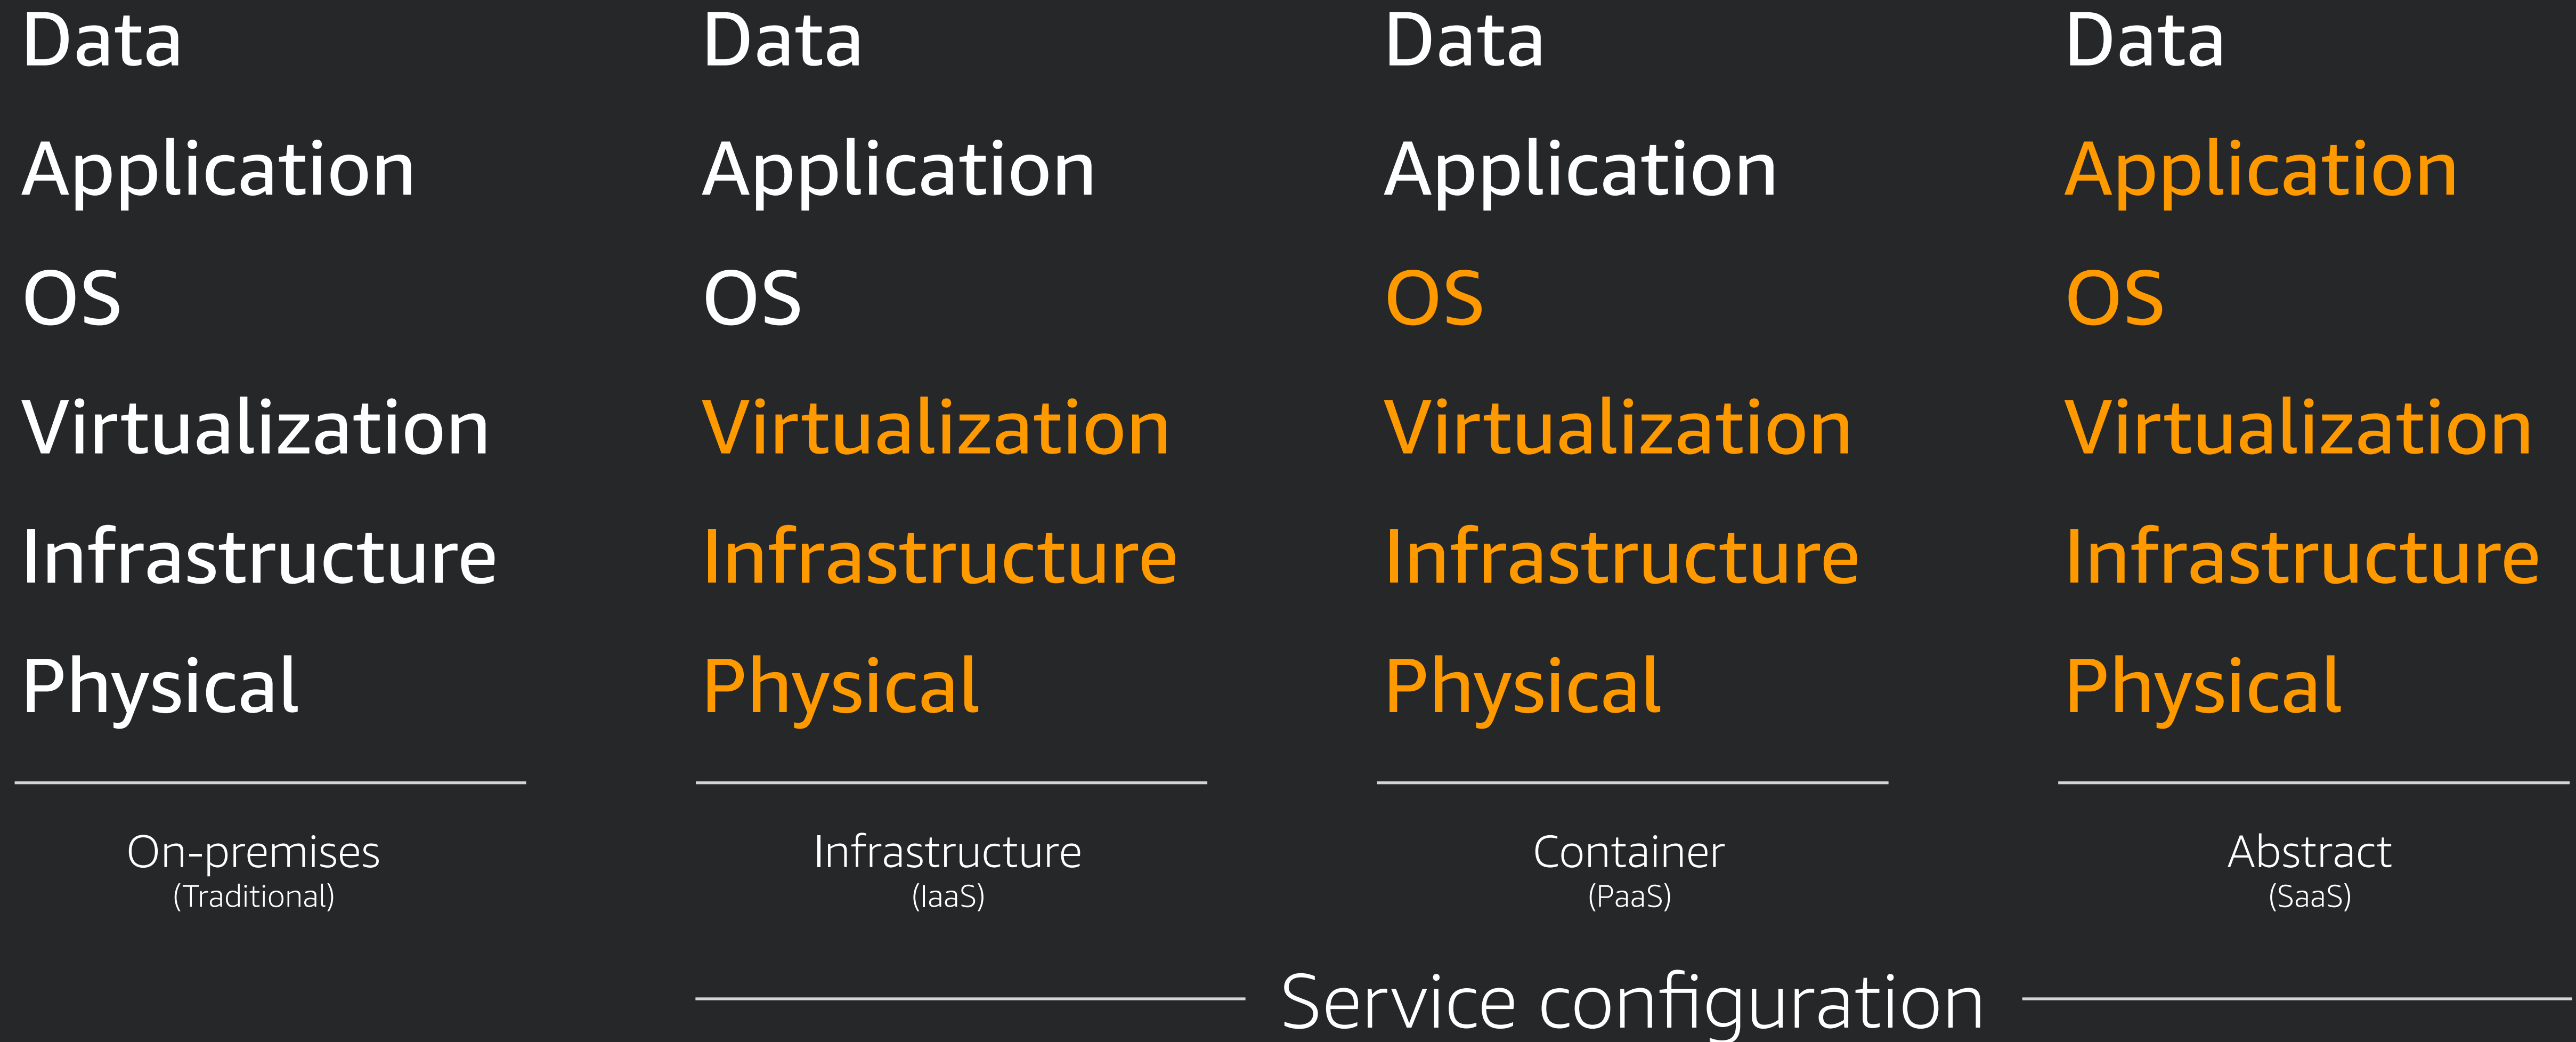 Data Data Data Data
Application Application Application Application
OS OS OS OS
Virtualization Virtualization Virtualization Virtualization
Infrastructure Infrastructure Infrastructure Infrastructure
Physical Physical Physical Physical
On-premises Infrastructure Container Abstract
(Traditional) (IaaS) (PaaS) (SaaS)
Service configuration